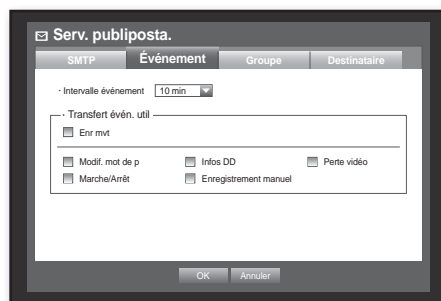 Serv. publiposta.
SMTP Événement Groupe Destinataire
· Intervalle événement 10 min
· Transfert évén. util
Enr mvt
Modif. mot de p Infos DD Perte vidéo
Marche/Arrêt Enregistrement manuel
OK Annuler